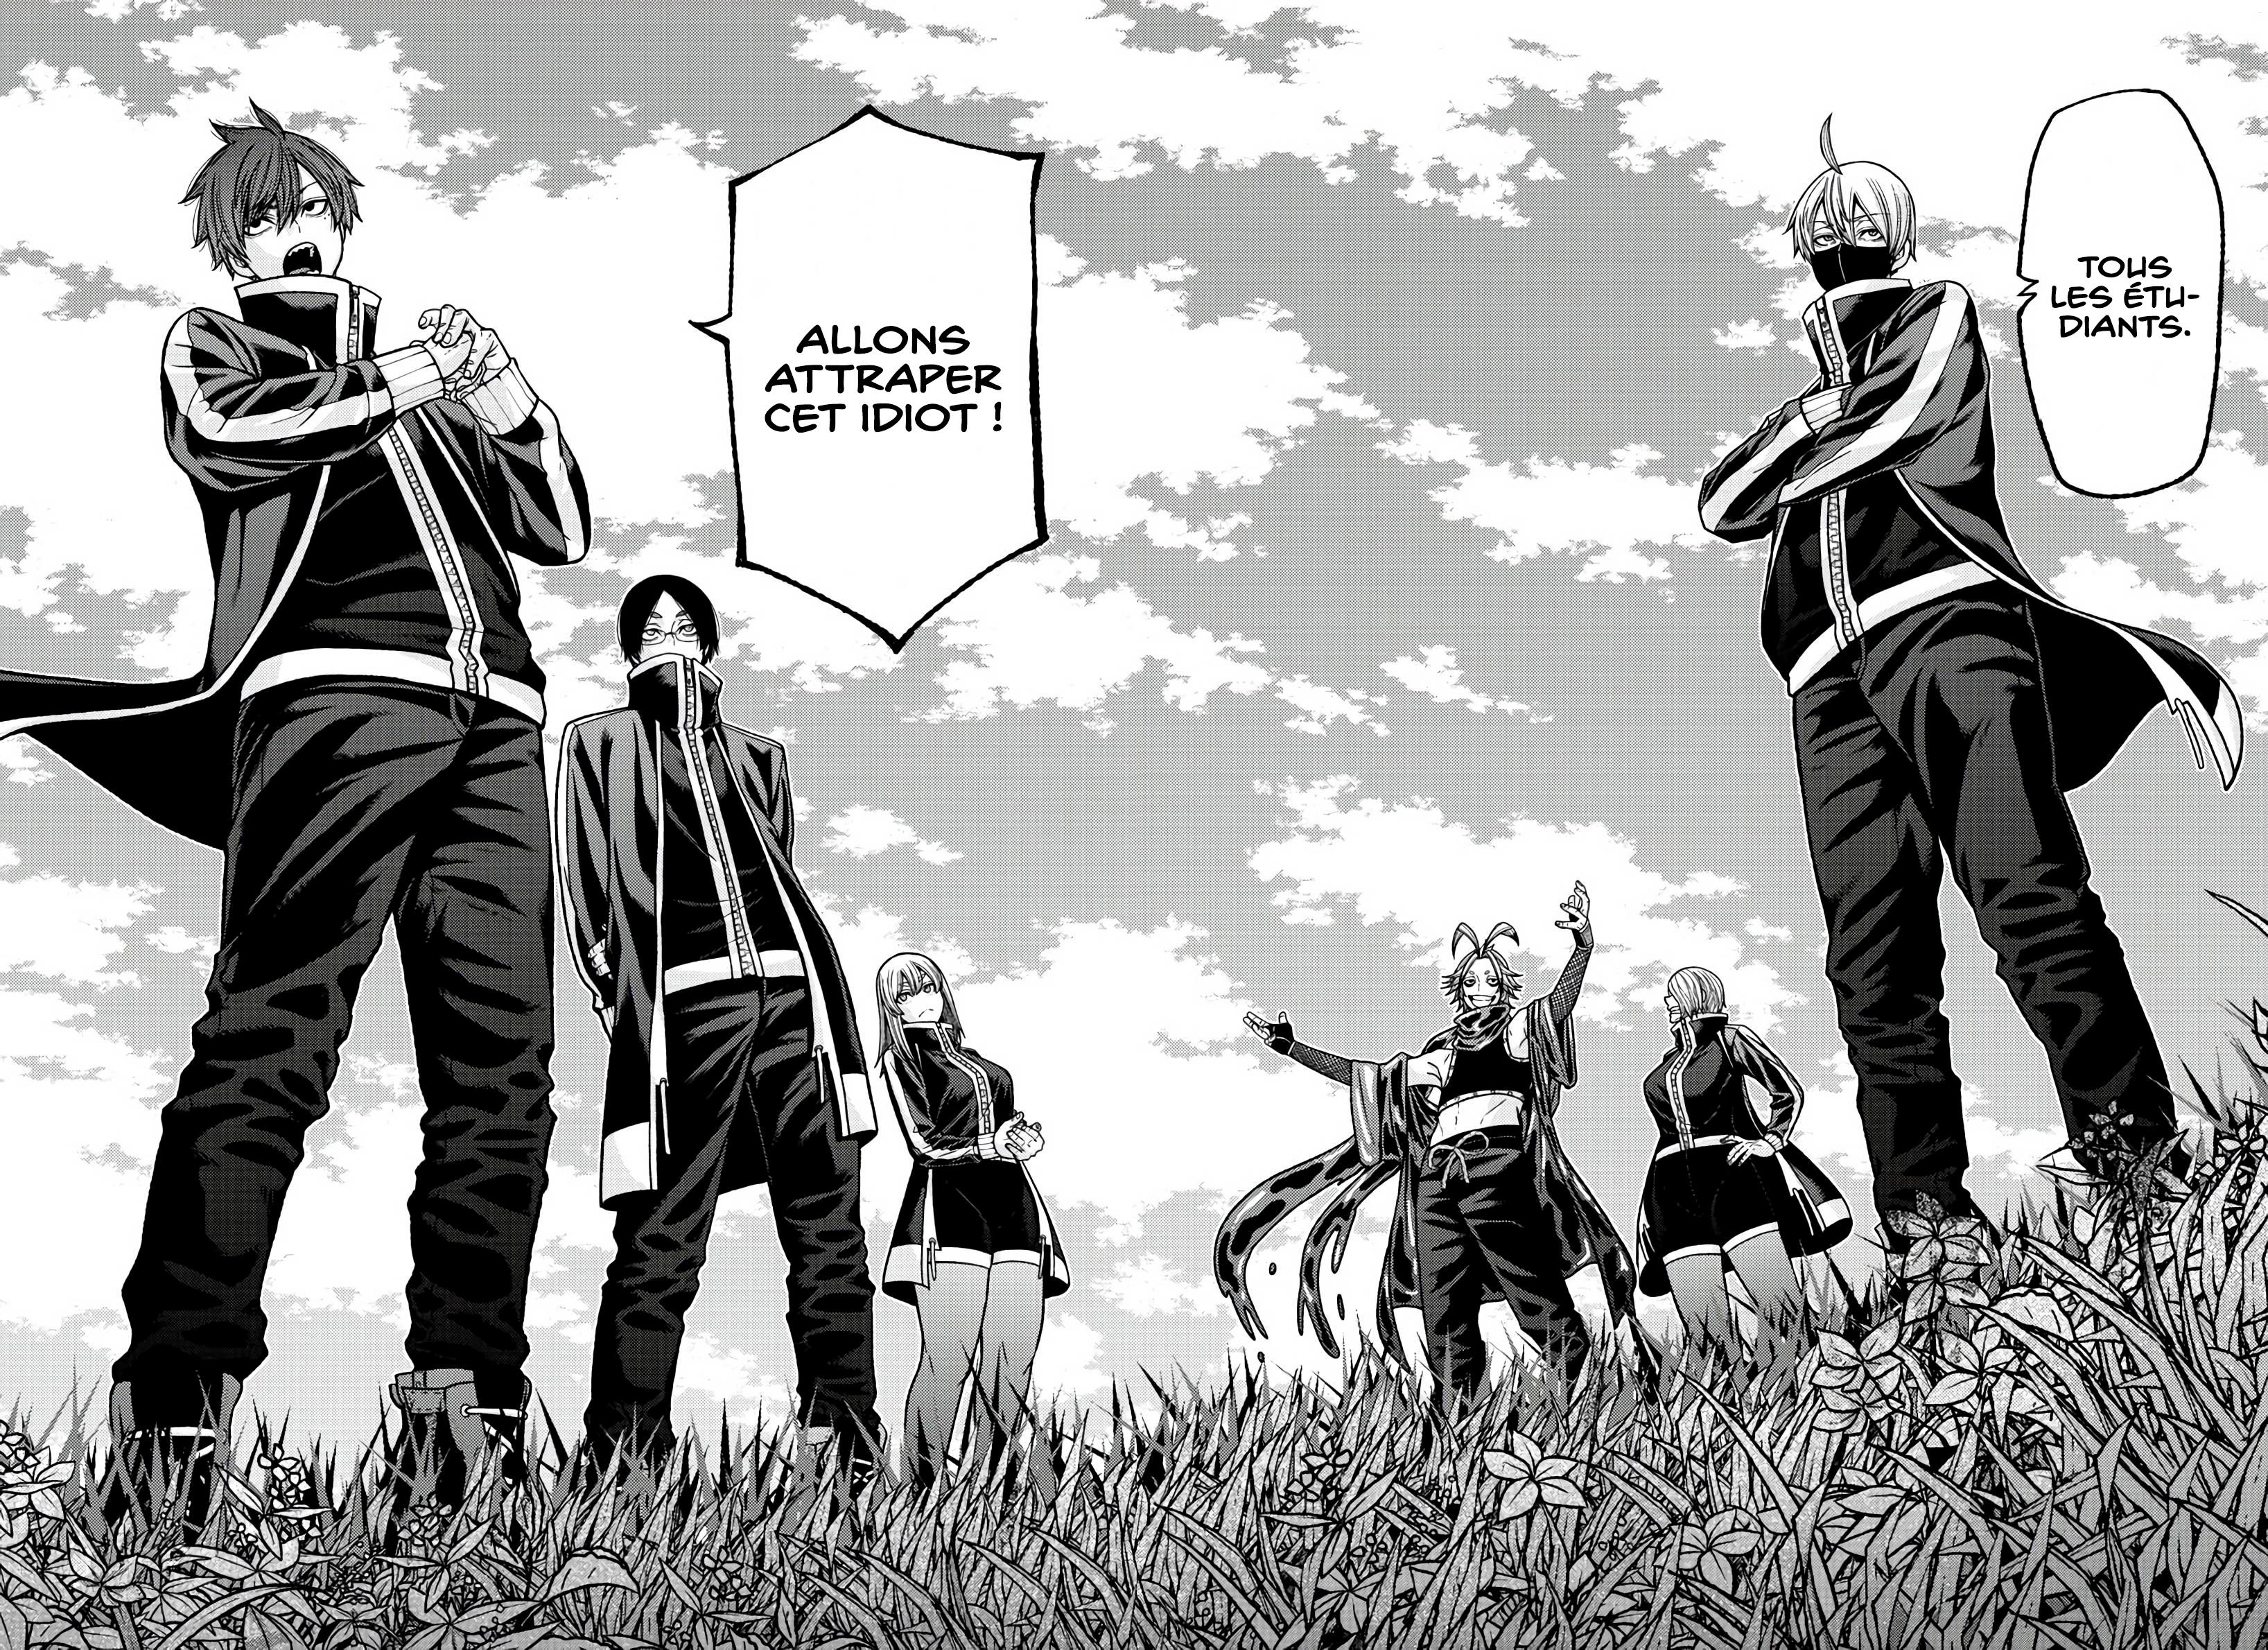 TOUS
LES ÉTU-
DIANTS.
ALLONS
ATTRAPER
CET IDIOT !